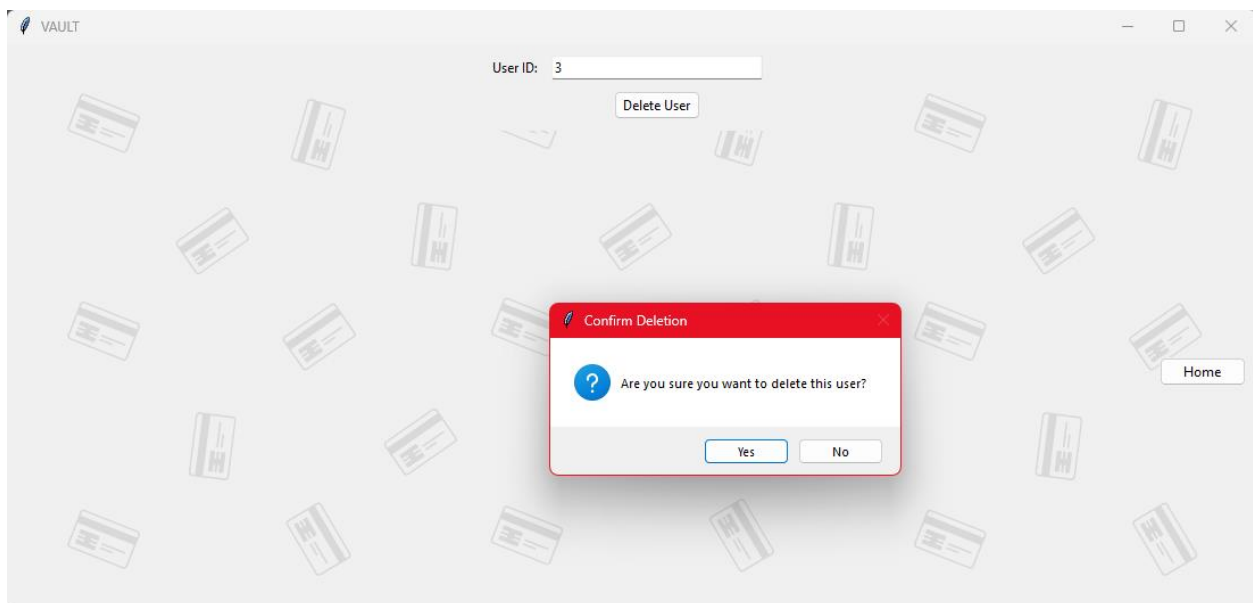 VAULT
User ID: 3
Delete User
Confirm Deletion
Are you sure you want to delete this user?
Home
Yes No